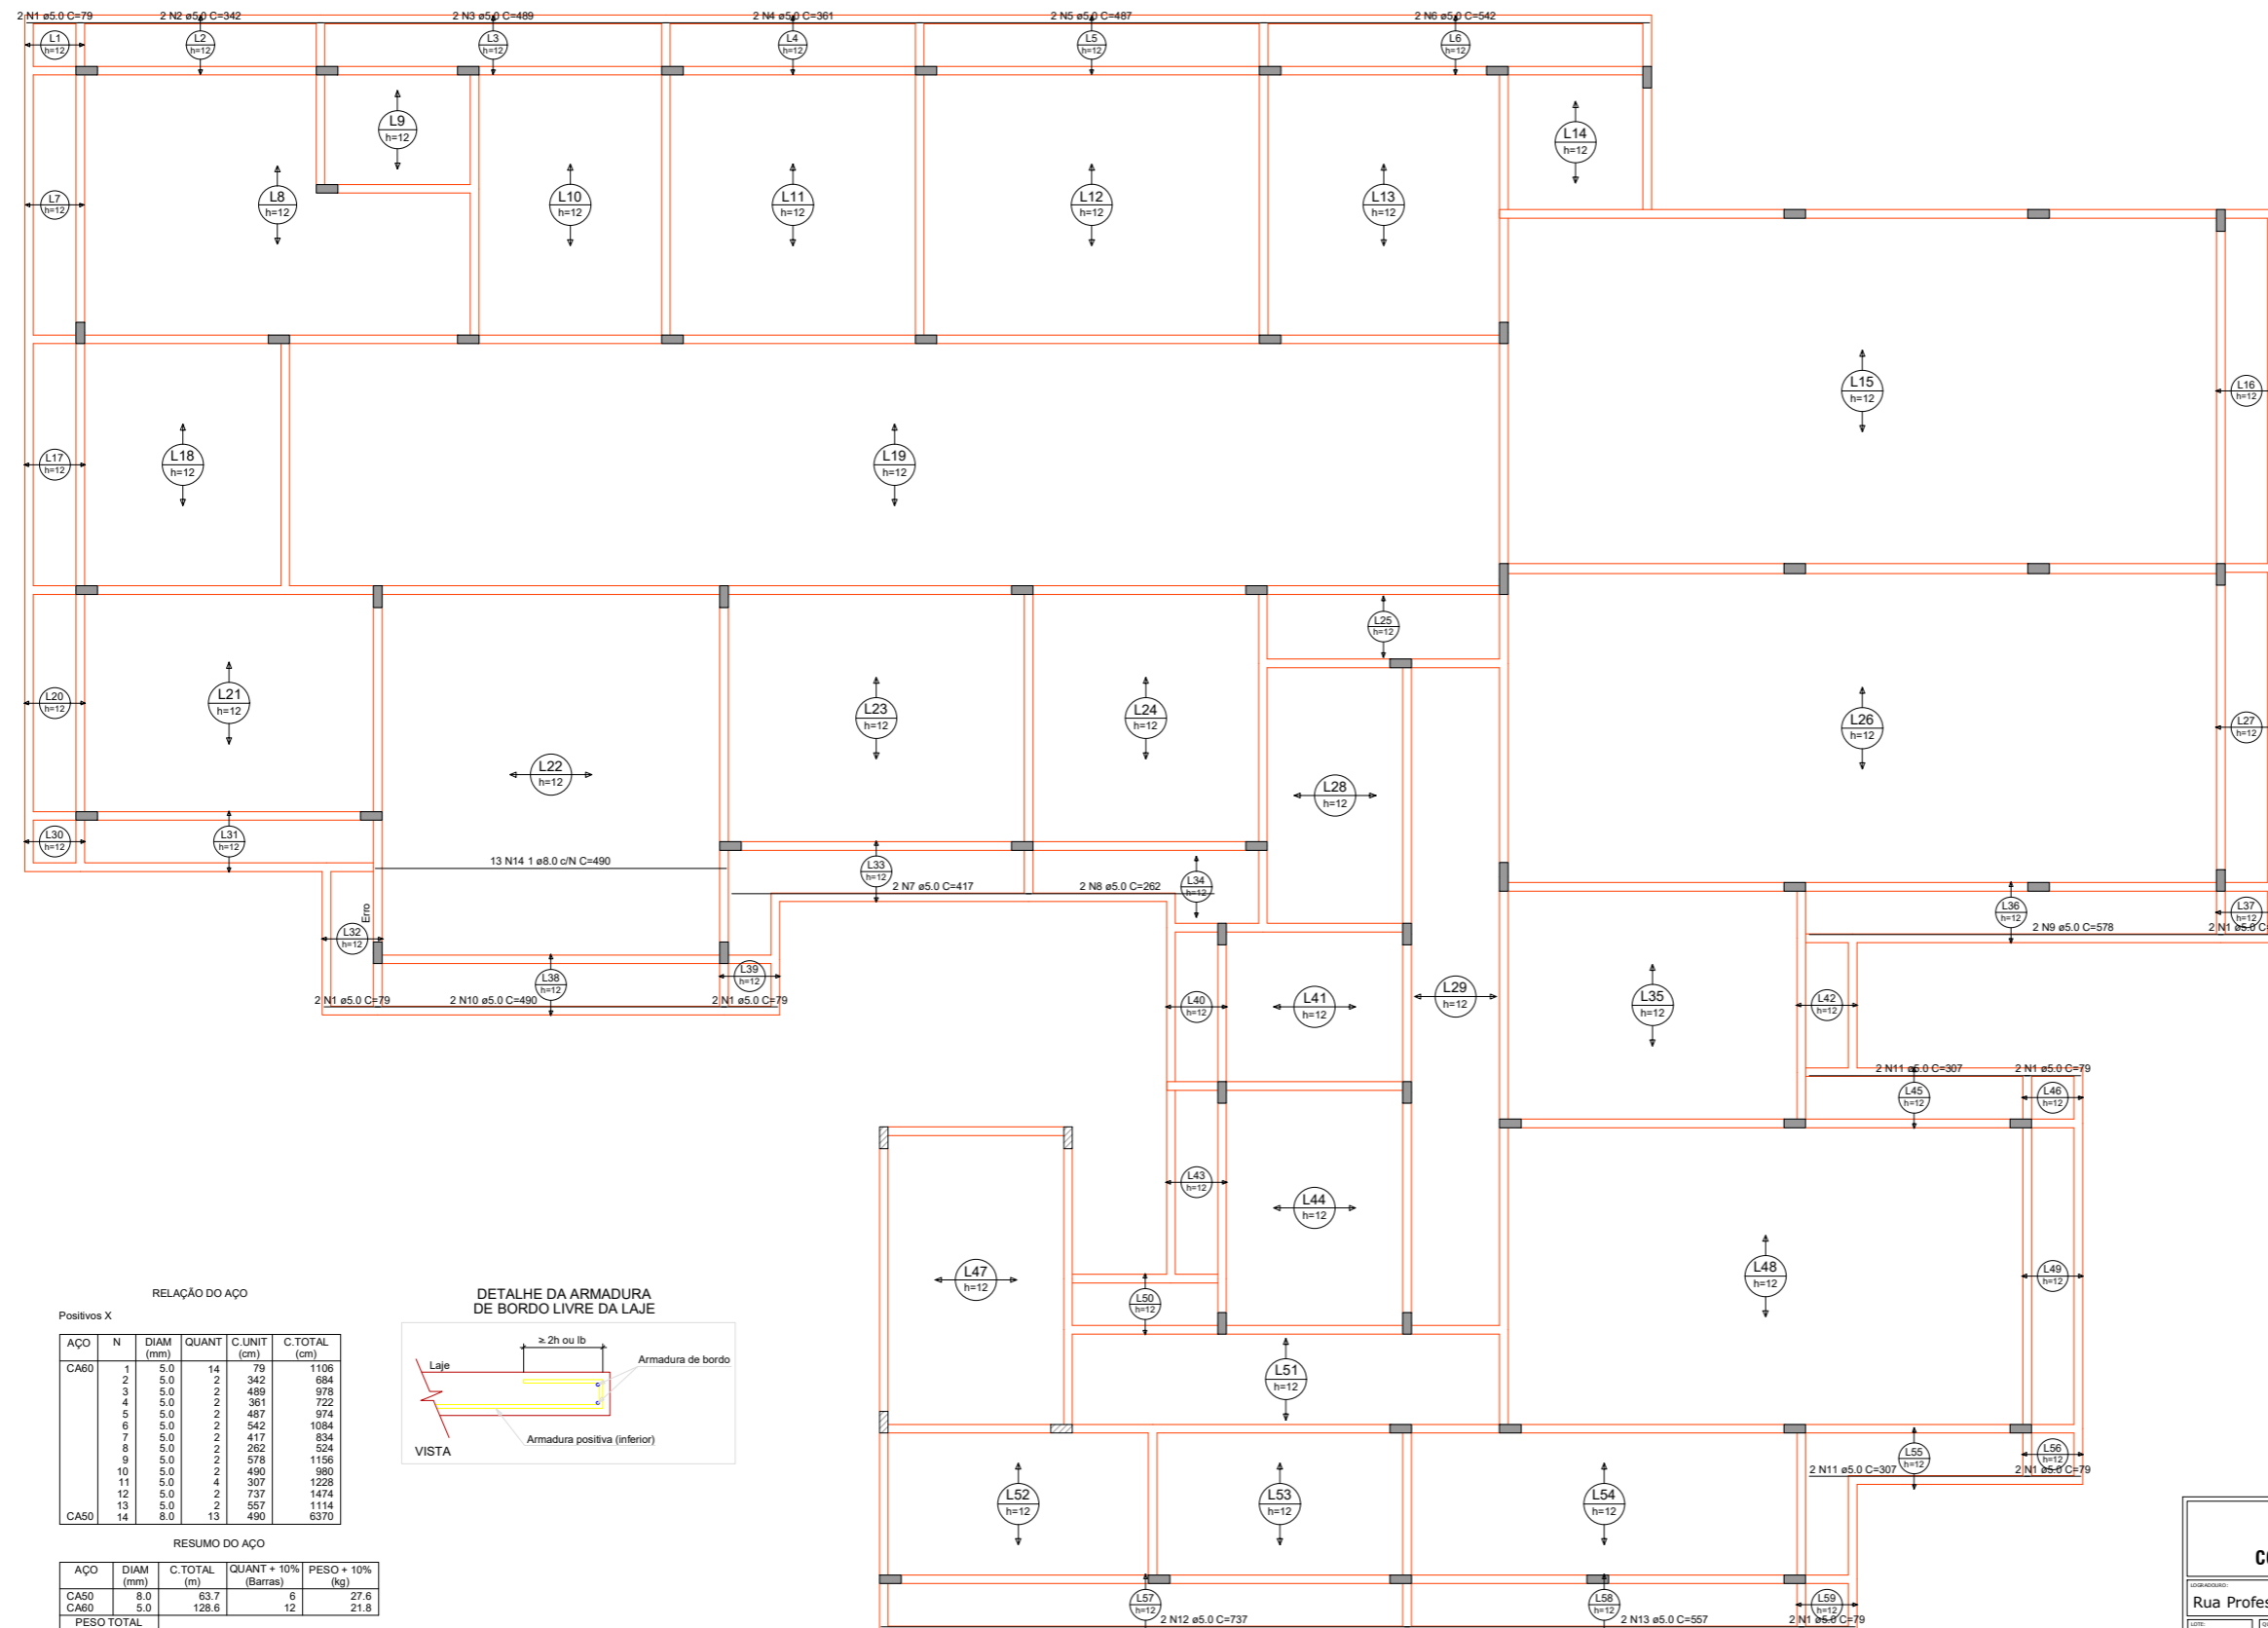 2 N1 ø5.0 C=79
2 N2 ø5.0 C=342
2 N3 ø5.0 C=489
2 N4 ø5.0 C=361
2 N5 ø5.0 C=487
2 N6 ø5.0 C=542
L1
h=12
L2
h=12
L3
h=12
L4
h=12
L5
h=12
L6
h=12
L9
h=12
L14
h=12
L7
h=12
L8
h=12
L10
h=12
L11
h=12
L12
h=12
L13
h=12
L15
h=12
L16
h=12
L17
h=12
L18
h=12
L19
h=12
L25
h=12
L20
h=12
L21
h=12
L23
h=12
L24
h=12
L26
h=12
L27
h=12
L22
h=12
L28
h=12
L30
h=12
L31
h=12
13 N14 1 ø8.0 c/N C=490
L33
h=12
2 N7 ø5.0 C=417
2 N8 ø5.0 C=262
L34
h=12
Erro
L32
h=12
L36
h=12
L37
h=12
2 N9 ø5.0 C=578
2 N1 ø5.0 C=
L38
h=12
L39
h=12
2 N1 ø5.0 C=79
2 N10 ø5.0 C=490
2 N1 ø5.0 C=79
L40
h=12
L41
h=12
L29
h=12
L35
h=12
L42
h=12
2 N11 ø5.0 C=307
2 N1 ø5.0 C=79
L45
h=12
L46
h=12
L43
h=12
L44
h=12
L47
h=12
L48
h=12
L49
h=12
L50
h=12
L51
h=12
L52
h=12
L53
h=12
L54
h=12
L55
h=12
L56
h=12
2 N11 ø5.0 C=307
2 N1 ø5.0 C=79
L57
h=12
L58
h=12
L59
h=12
2 N12 ø5.0 C=737
2 N13 ø5.0 C=557
2 N1 ø5.0 C=79
RELAÇÃO DO AÇO
Positivos X
AÇO N DIAM (mm) QUANT C.UNIT (cm) C.TOTAL (cm)
CA60 1 5.0 14 79 1106
2 5.0 2 342 684
3 5.0 2 489 978
4 5.0 2 361 722
5 5.0 2 487 974
6 5.0 2 542 1084
7 5.0 2 417 834
8 5.0 2 262 524
9 5.0 2 578 1156
10 5.0 2 490 980
11 5.0 4 307 1228
12 5.0 2 737 1474
13 5.0 2 557 1114
CA50 14 8.0 13 490 6370
RESUMO DO AÇO
AÇO DIAM (mm) C.TOTAL (m) QUANT + 10% (Barras) PESO + 10% (kg)
CA50 8.0 63.7 6 27.6
CA60 5.0 128.6 12 21.8
PESO TOTAL
DETALHE DA ARMADURA
DE BORDO LIVRE DA LAJE
≥ 2h ou lb
Laje
Armadura de bordo
Armadura positiva (inferior)
VISTA
LOGRADOURO:
Rua Profes
LOTE: